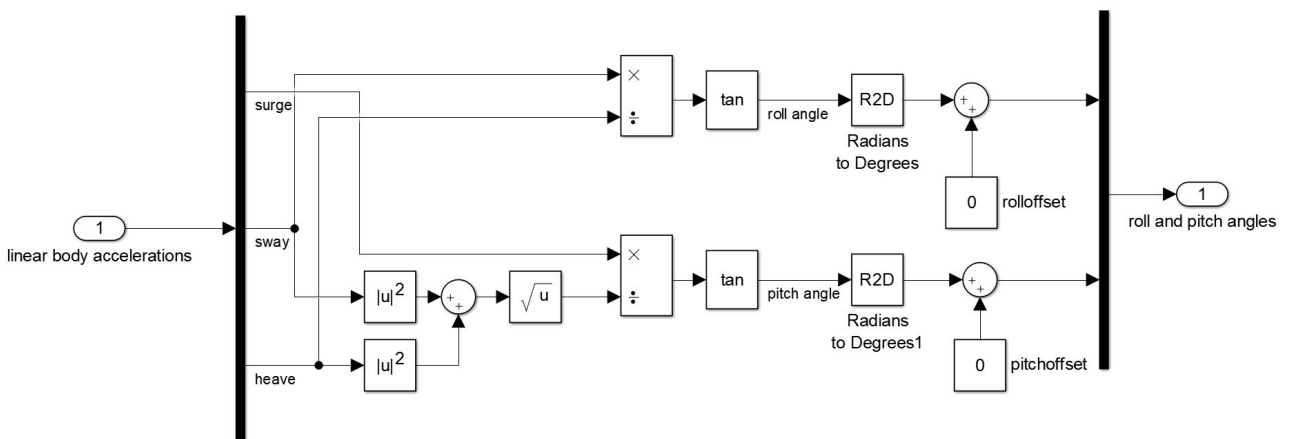 surge
×
÷
tan
roll angle
R2D
Radians
to Degrees
+
+
0
rolloffset
1
linear body accelerations
sway
1
roll and pitch angles
×
÷
tan
pitch angle
R2D
Radians
to Degrees1
+
+
0
pitchoffset
|u|2
+
+
√u
heave
|u|2